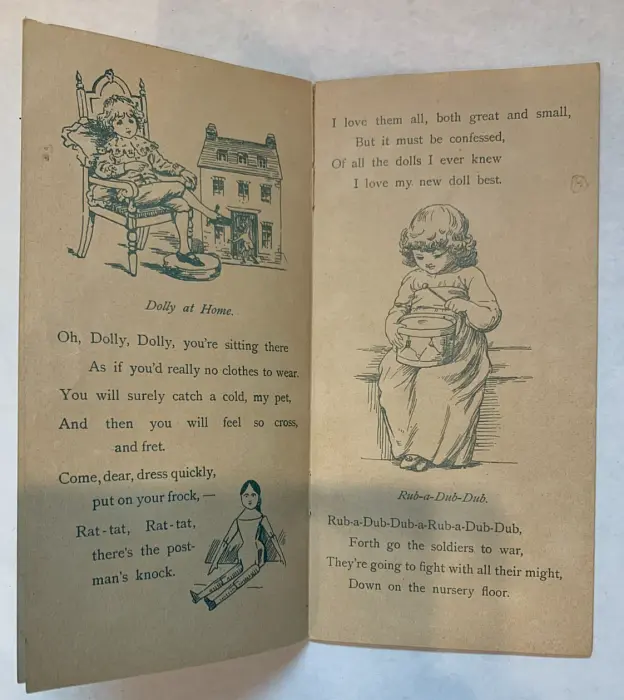 Dolly at Home.
Oh, Dolly, Dolly, you're sitting there
As if you'd really no clothes to wear.
You will surely catch a cold, my pet,
And then you will feel so cross,
and fret.
Come, dear, dress quickly,
put on your frock, —
Rat-tat, Rat-tat,
there's the post-
man's knock.
I love them all, both great and small,
But it must be confessed,
Of all the dolls I ever knew
I love my new doll best.
Rub-a-Dub-Dub.
Rub-a-Dub-Dub-a-Rub-a-Dub-Dub,
Forth go the soldiers to war,
They're going to fight with all their might,
Down on the nursery floor.